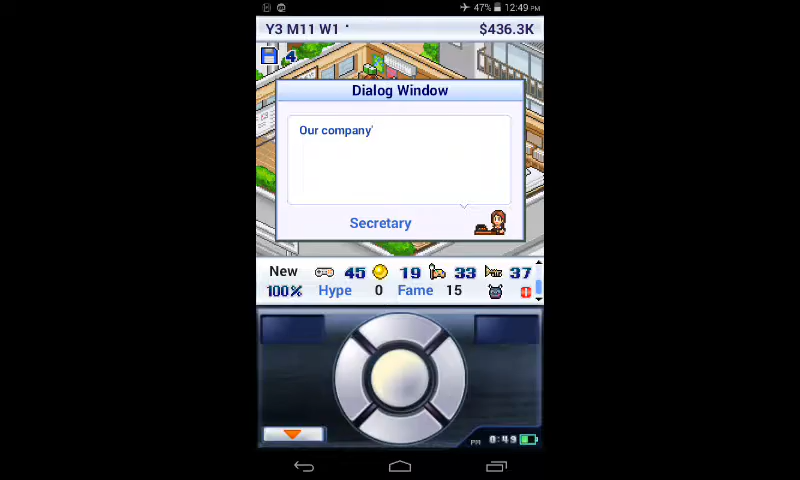 47% 12:49 PM
Y3 M11 W1 $436.3K
4
Dialog Window
Our company'
Secretary
New 45 19 33 37
100% Hype 0 Fame 15
PM 0:49